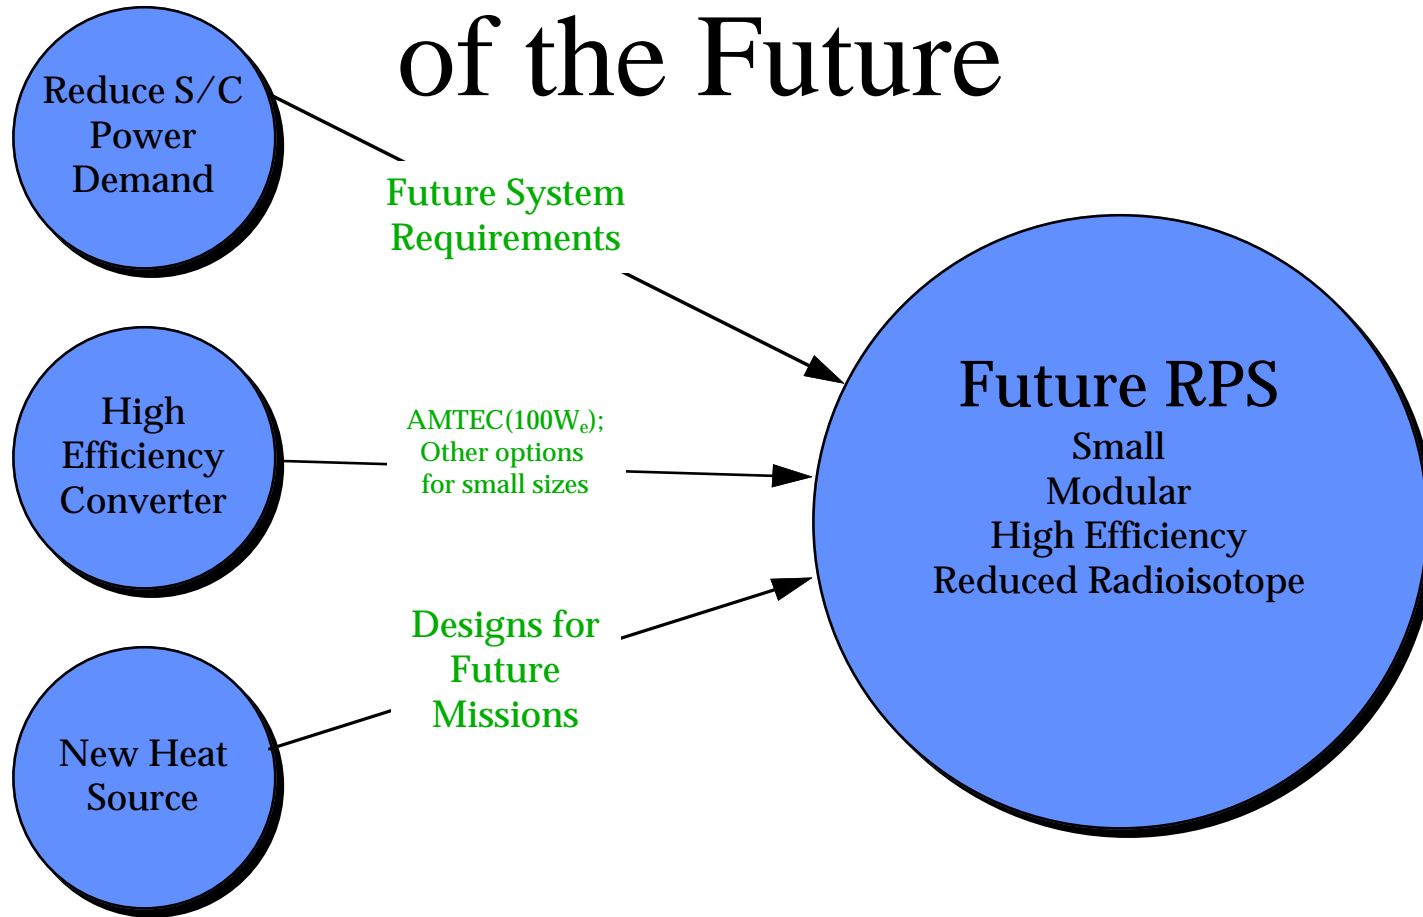 of the Future
Reduce S/C
Power
Demand
Future System
Requirements
High
Efficiency
Converter
AMTEC(100Wₑ);
Other options
for small sizes
New Heat
Source
Designs for
Future
Missions
Future RPS
Small
Modular
High Efficiency
Reduced Radioisotope